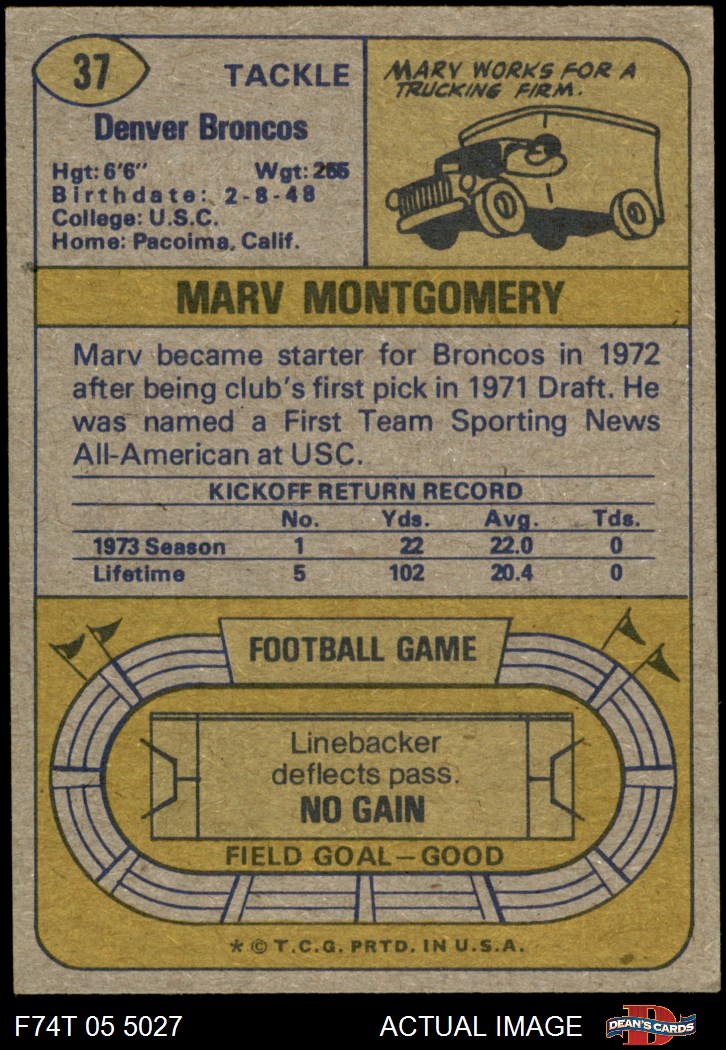 37
TACKLE
Denver Broncos
Hgt: 6'6" Wgt: 265
Birthdate: 2-8-48
College: U.S.C.
Home: Pacoima, Calif.
MARV WORKS FOR A
TRUCKING FIRM.
MARV MONTGOMERY
Marv became starter for Broncos in 1972
after being club's first pick in 1971 Draft. He
was named a First Team Sporting News
All-American at USC.
KICKOFF RETURN RECORD
No. Yds. Avg. Tds.
1973 Season 1 22 22.0 0
Lifetime 5 102 20.4 0
FOOTBALL GAME
Linebacker
deflects pass.
NO GAIN
FIELD GOAL—GOOD
* © T.C.G. PRTD. IN U.S.A.
F74T 05 5027 ACTUAL IMAGE
D
DEAN'S CARDS